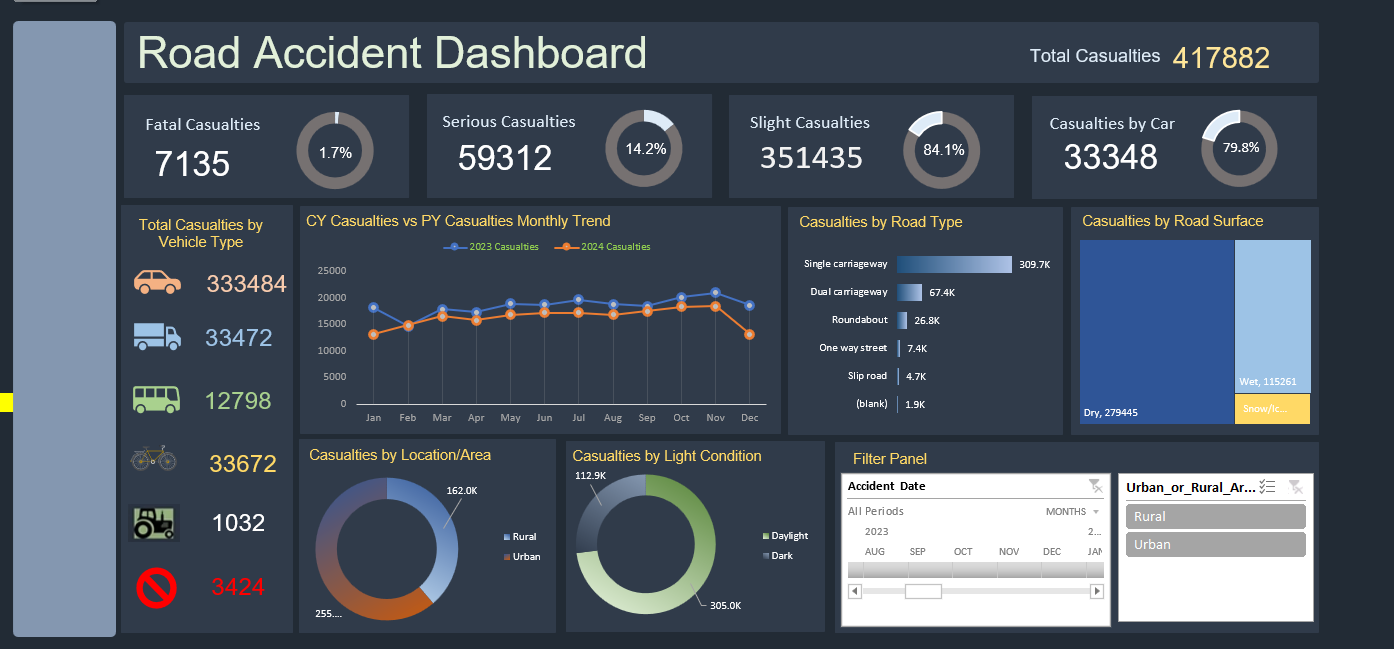 Road Accident Dashboard
Total Casualties 417882
Fatal Casualties
7135
1.7%
Serious Casualties
59312
14.2%
Slight Casualties
351435
84.1%
Casualties by Car
33348
79.8%
Total Casualties by
Vehicle Type
333484
33472
12798
33672
1032
3424
CY Casualties vs PY Casualties Monthly Trend
2023 Casualties 2024 Casualties
25000
20000
15000
10000
5000
0
Jan Feb Mar Apr May Jun Jul Aug Sep Oct Nov Dec
Casualties by Road Type
Single carriageway 309.7K
Dual carriageway 67.4K
Roundabout 26.8K
One way street 7.4K
Slip road 4.7K
(blank) 1.9K
Casualties by Road Surface
Dry, 279445
Wet, 115261
Snow/Ic...
Casualties by Location/Area
162.0K
Rural
Urban
255....
Casualties by Light Condition
112.9K
Daylight
Dark
305.0K
Filter Panel
Accident Date
All Periods MONTHS
2023 2...
AUG SEP OCT NOV DEC JAN
Urban_or_Rural_Ar...
Rural
Urban